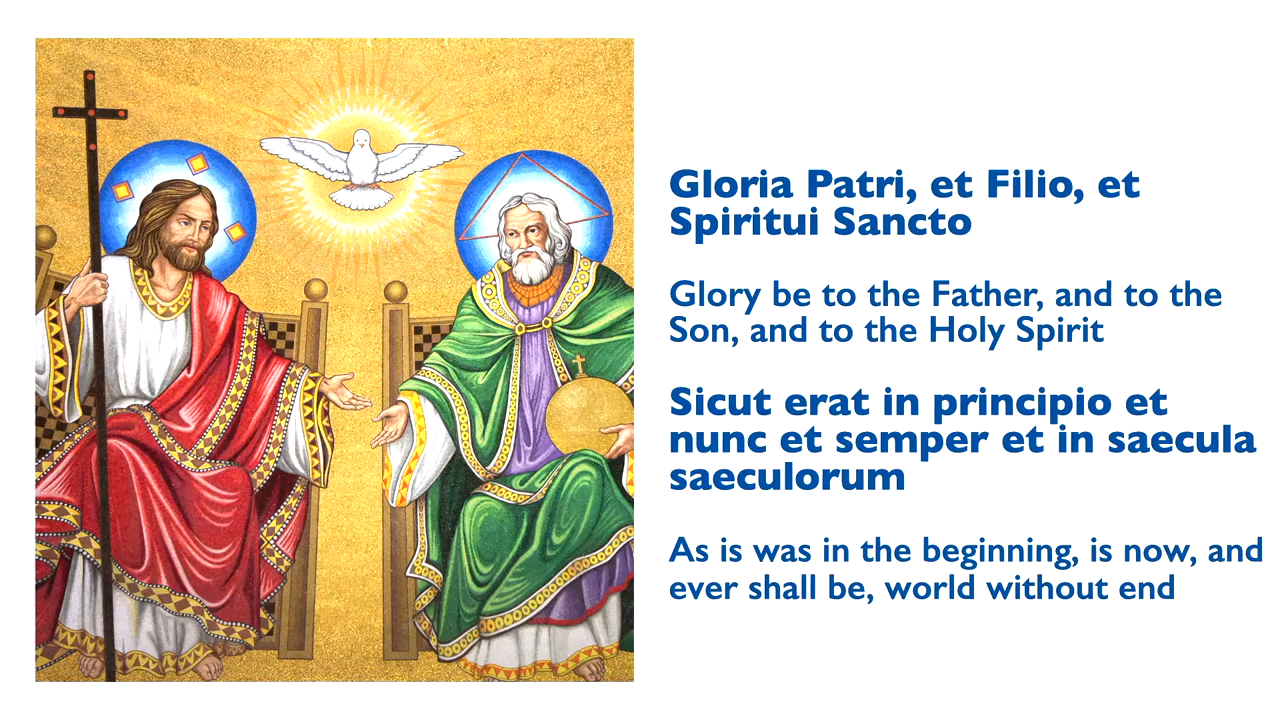 Gloria Patri, et Filio, et
Spiritui Sancto
Glory be to the Father, and to the
Son, and to the Holy Spirit
Sicut erat in principio et
nunc et semper et in saecula
saeculorum
As is was in the beginning, is now, and
ever shall be, world without end